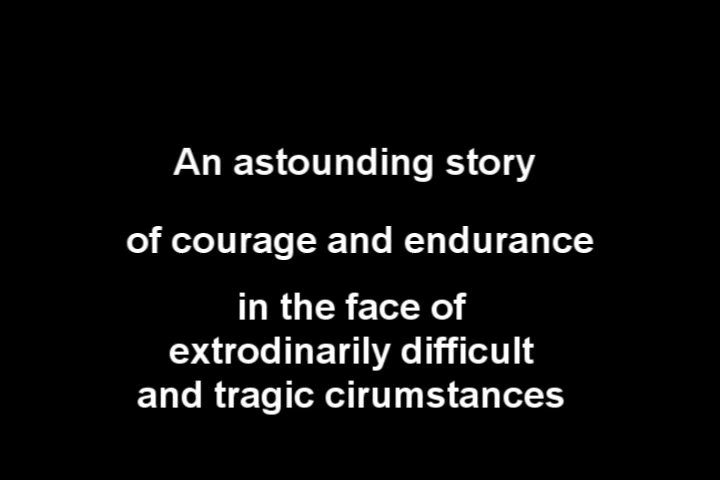 An astounding story
of courage and endurance
in the face of
extrodinarily difficult
and tragic cirumstances